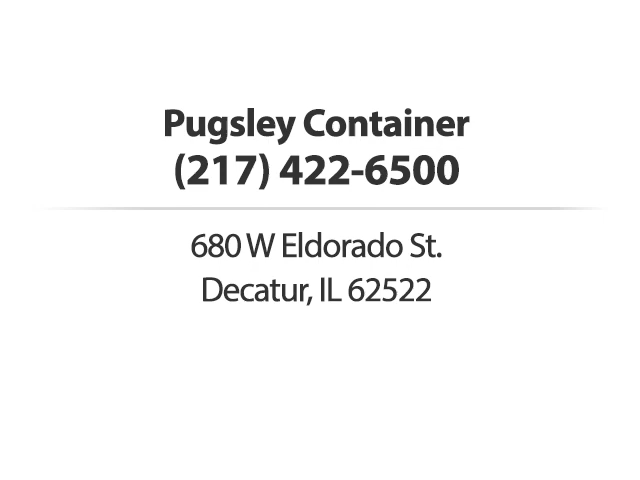 Pugsley Container
(217) 422-6500
680 W Eldorado St.
Decatur, IL 62522